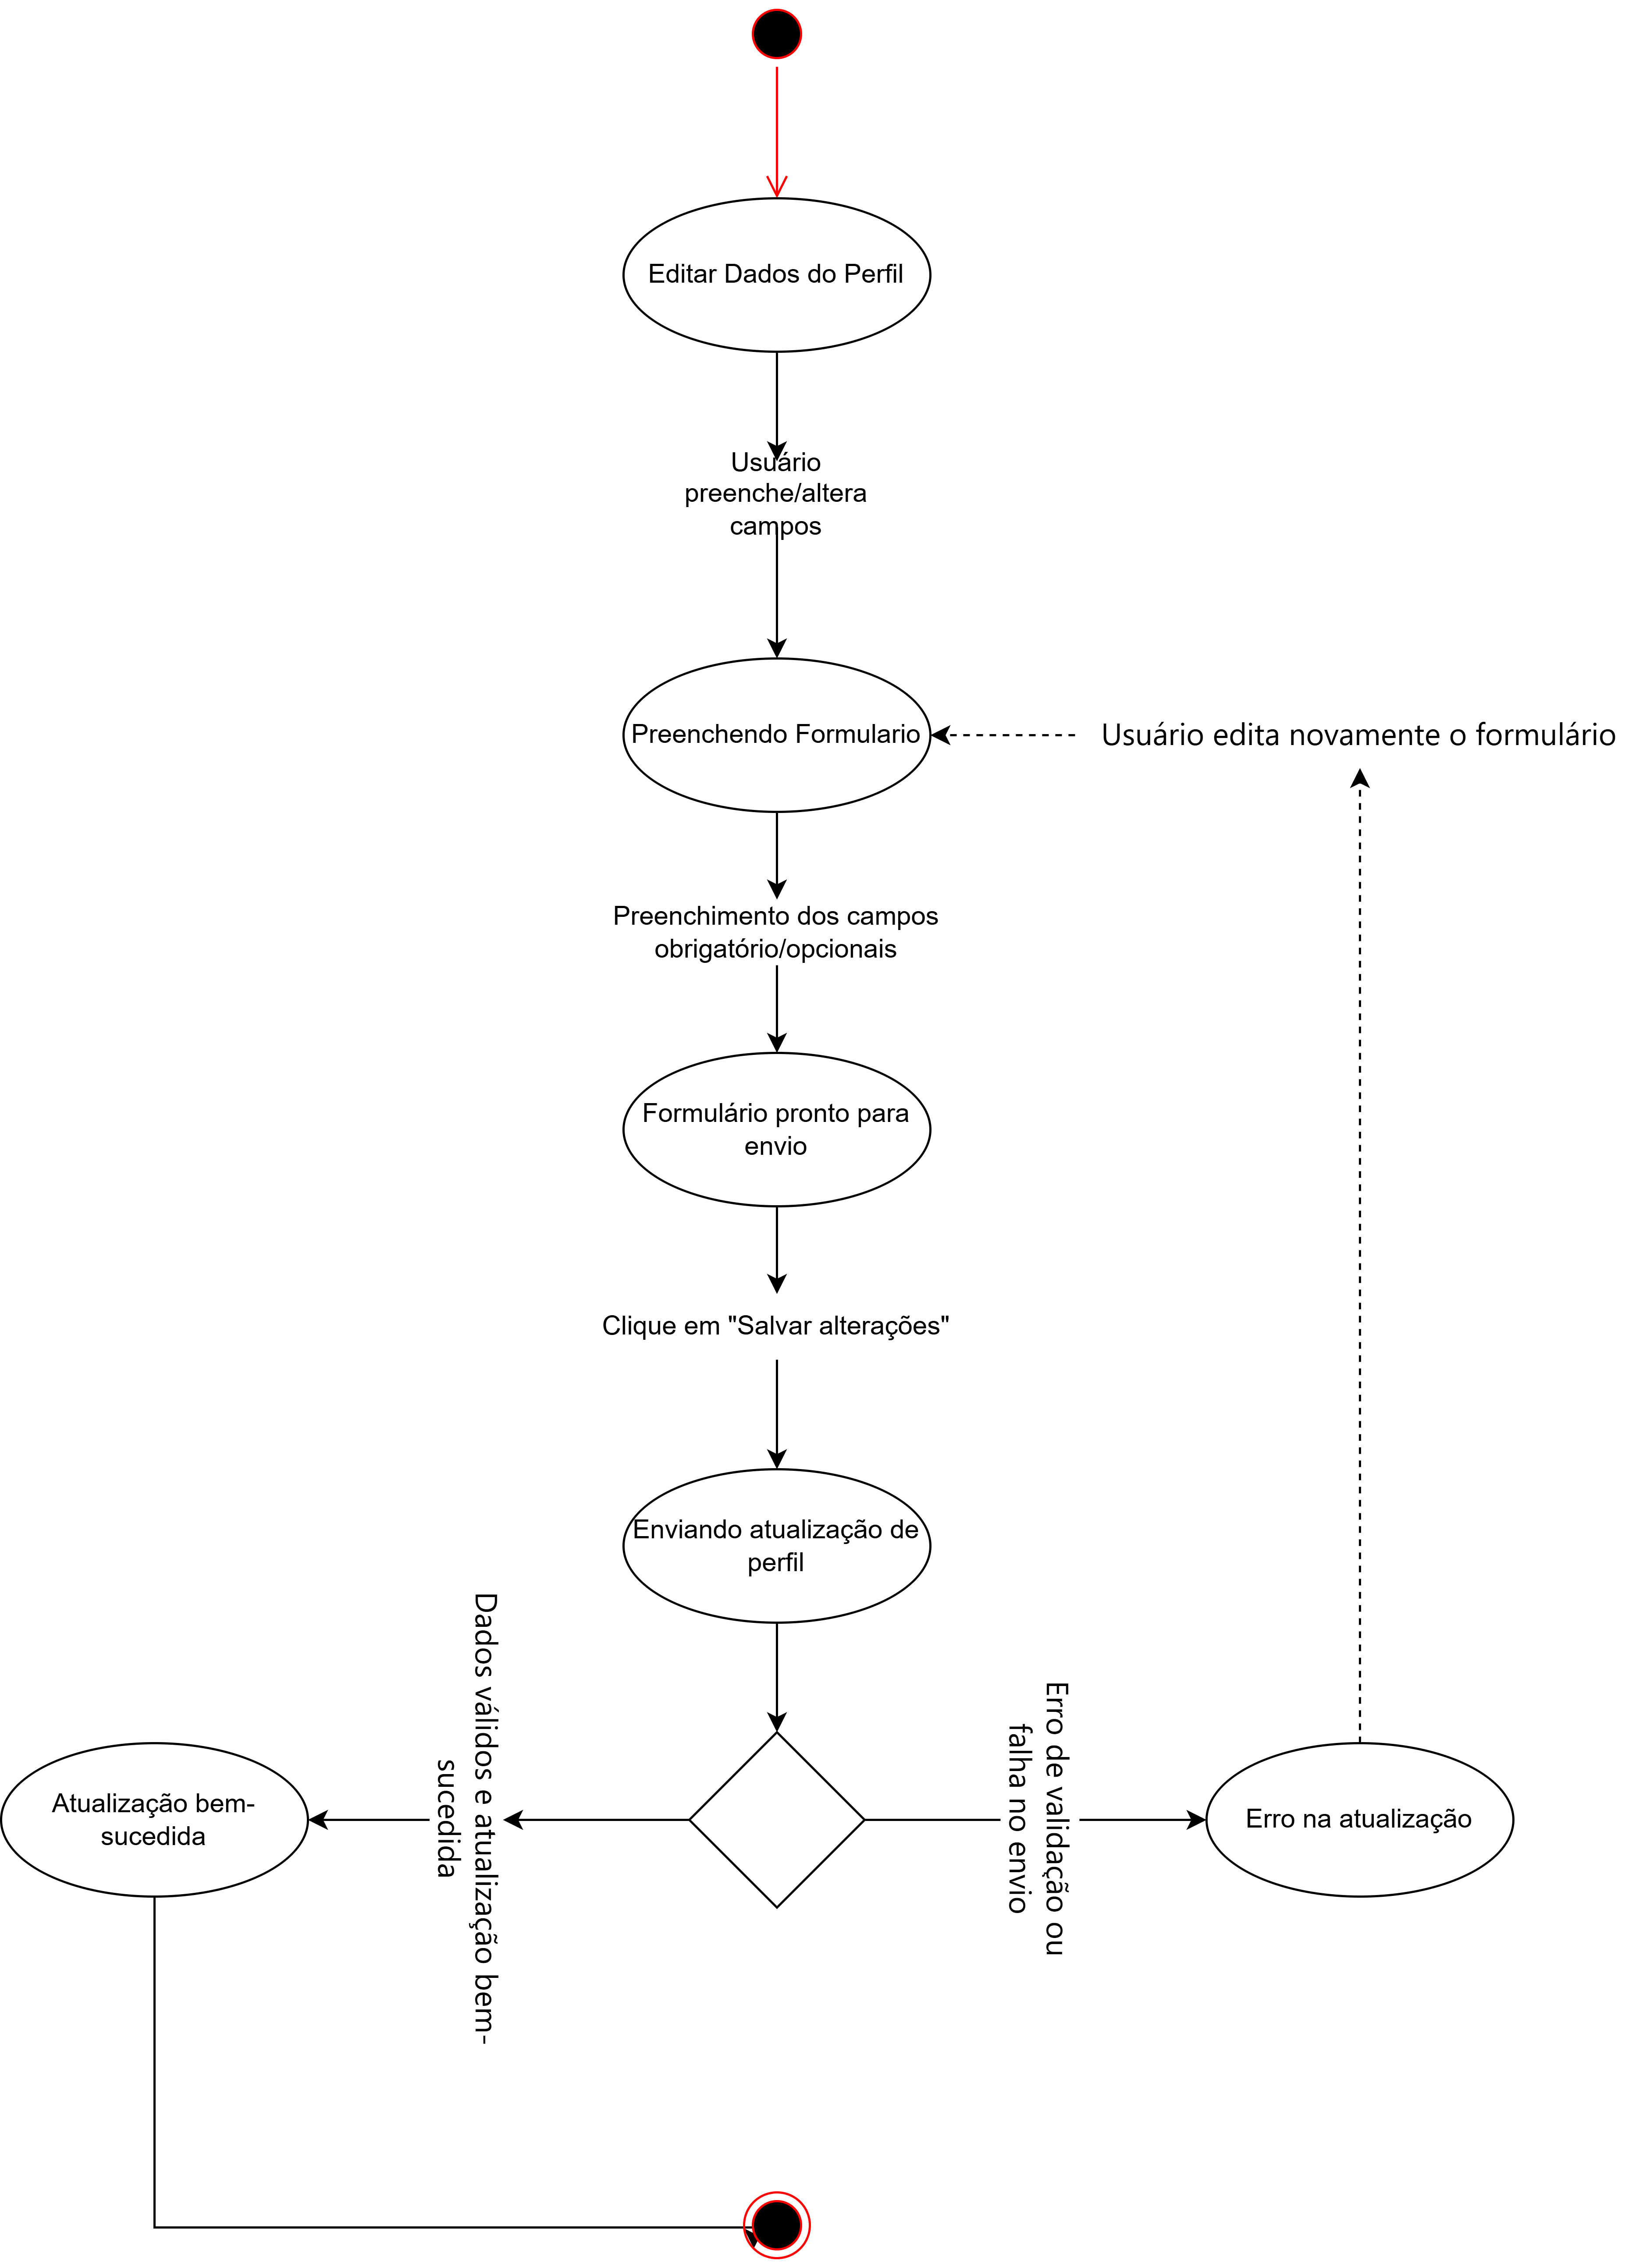 Editar Dados do Perfil
Usuário
preenche/altera
campos
Preenchendo Formulario
Usuário edita novamente o formulário
Preenchimento dos campos
obrigatório/opcionais
Formulário pronto para
envio
Clique em "Salvar alterações"
Enviando atualização de
perfil
Dados válidos e atualização bem-
sucedida
Erro de validação ou
falha no envio
Atualização bem-
sucedida
Erro na atualização